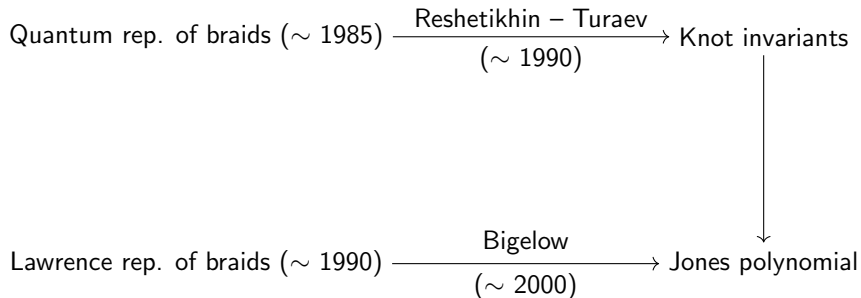 Quantum rep. of braids (∼ 1985) Reshetikhin – Turaev Knot invariants
(∼ 1990)
Lawrence rep. of braids (∼ 1990) Bigelow Jones polynomial
(∼ 2000)